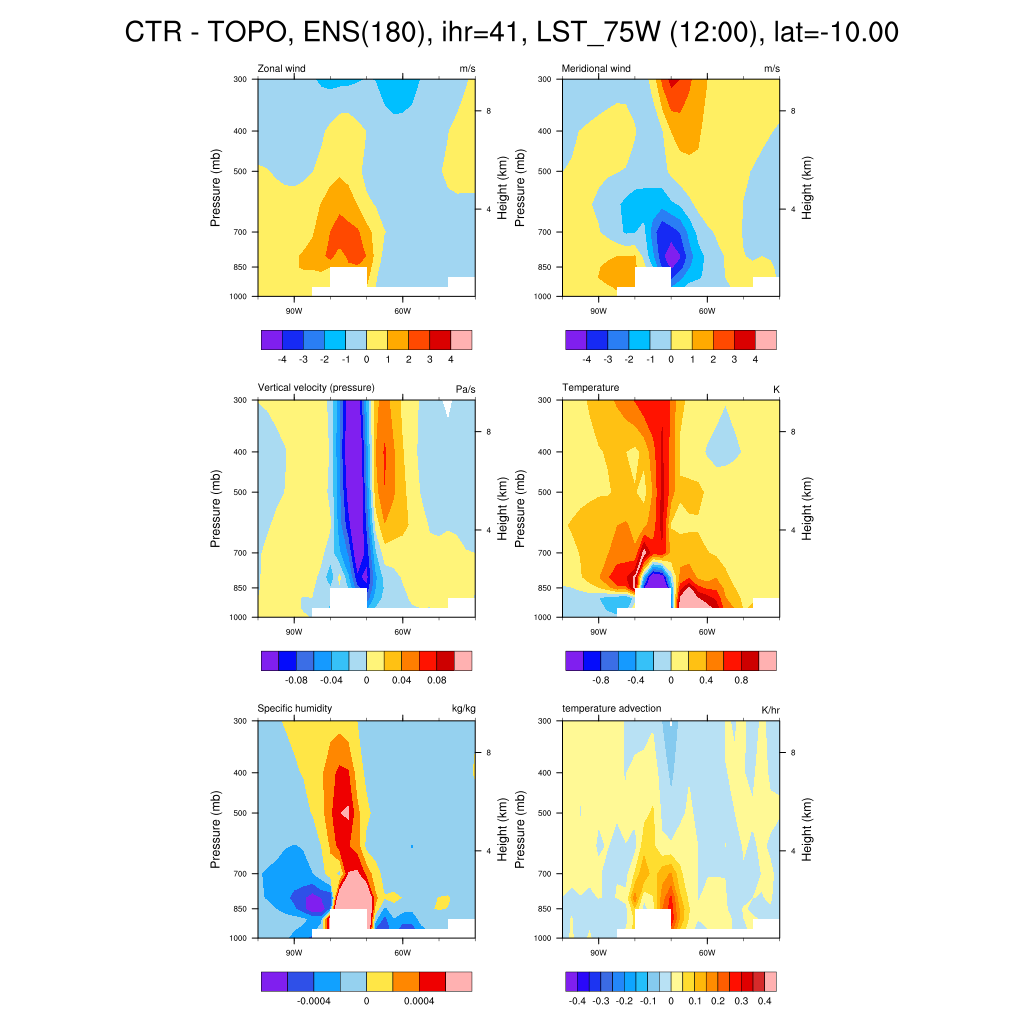 CTR - TOPO, ENS(180), ihr=41, LST_75W (12:00), lat=-10.00
Zonal wind m/s
300
400
500
700
850
1000
Pressure (mb)
8
4
Height (km)
90W 60W
-4 -3 -2 -1 0 1 2 3 4
Meridional wind m/s
300
400
500
700
850
1000
Pressure (mb)
8
4
Height (km)
90W 60W
-4 -3 -2 -1 0 1 2 3 4
Vertical velocity (pressure) Pa/s
300
400
500
700
850
1000
Pressure (mb)
8
4
Height (km)
90W 60W
-0.08 -0.04 0 0.04 0.08
Temperature K
300
400
500
700
850
1000
Pressure (mb)
8
4
Height (km)
90W 60W
-0.8 -0.4 0 0.4 0.8
Specific humidity kg/kg
300
400
500
700
850
1000
Pressure (mb)
8
4
Height (km)
90W 60W
-0.0004 0 0.0004
temperature advection K/hr
300
400
500
700
850
1000
Pressure (mb)
8
4
Height (km)
90W 60W
-0.4 -0.3 -0.2 -0.1 0 0.1 0.2 0.3 0.4